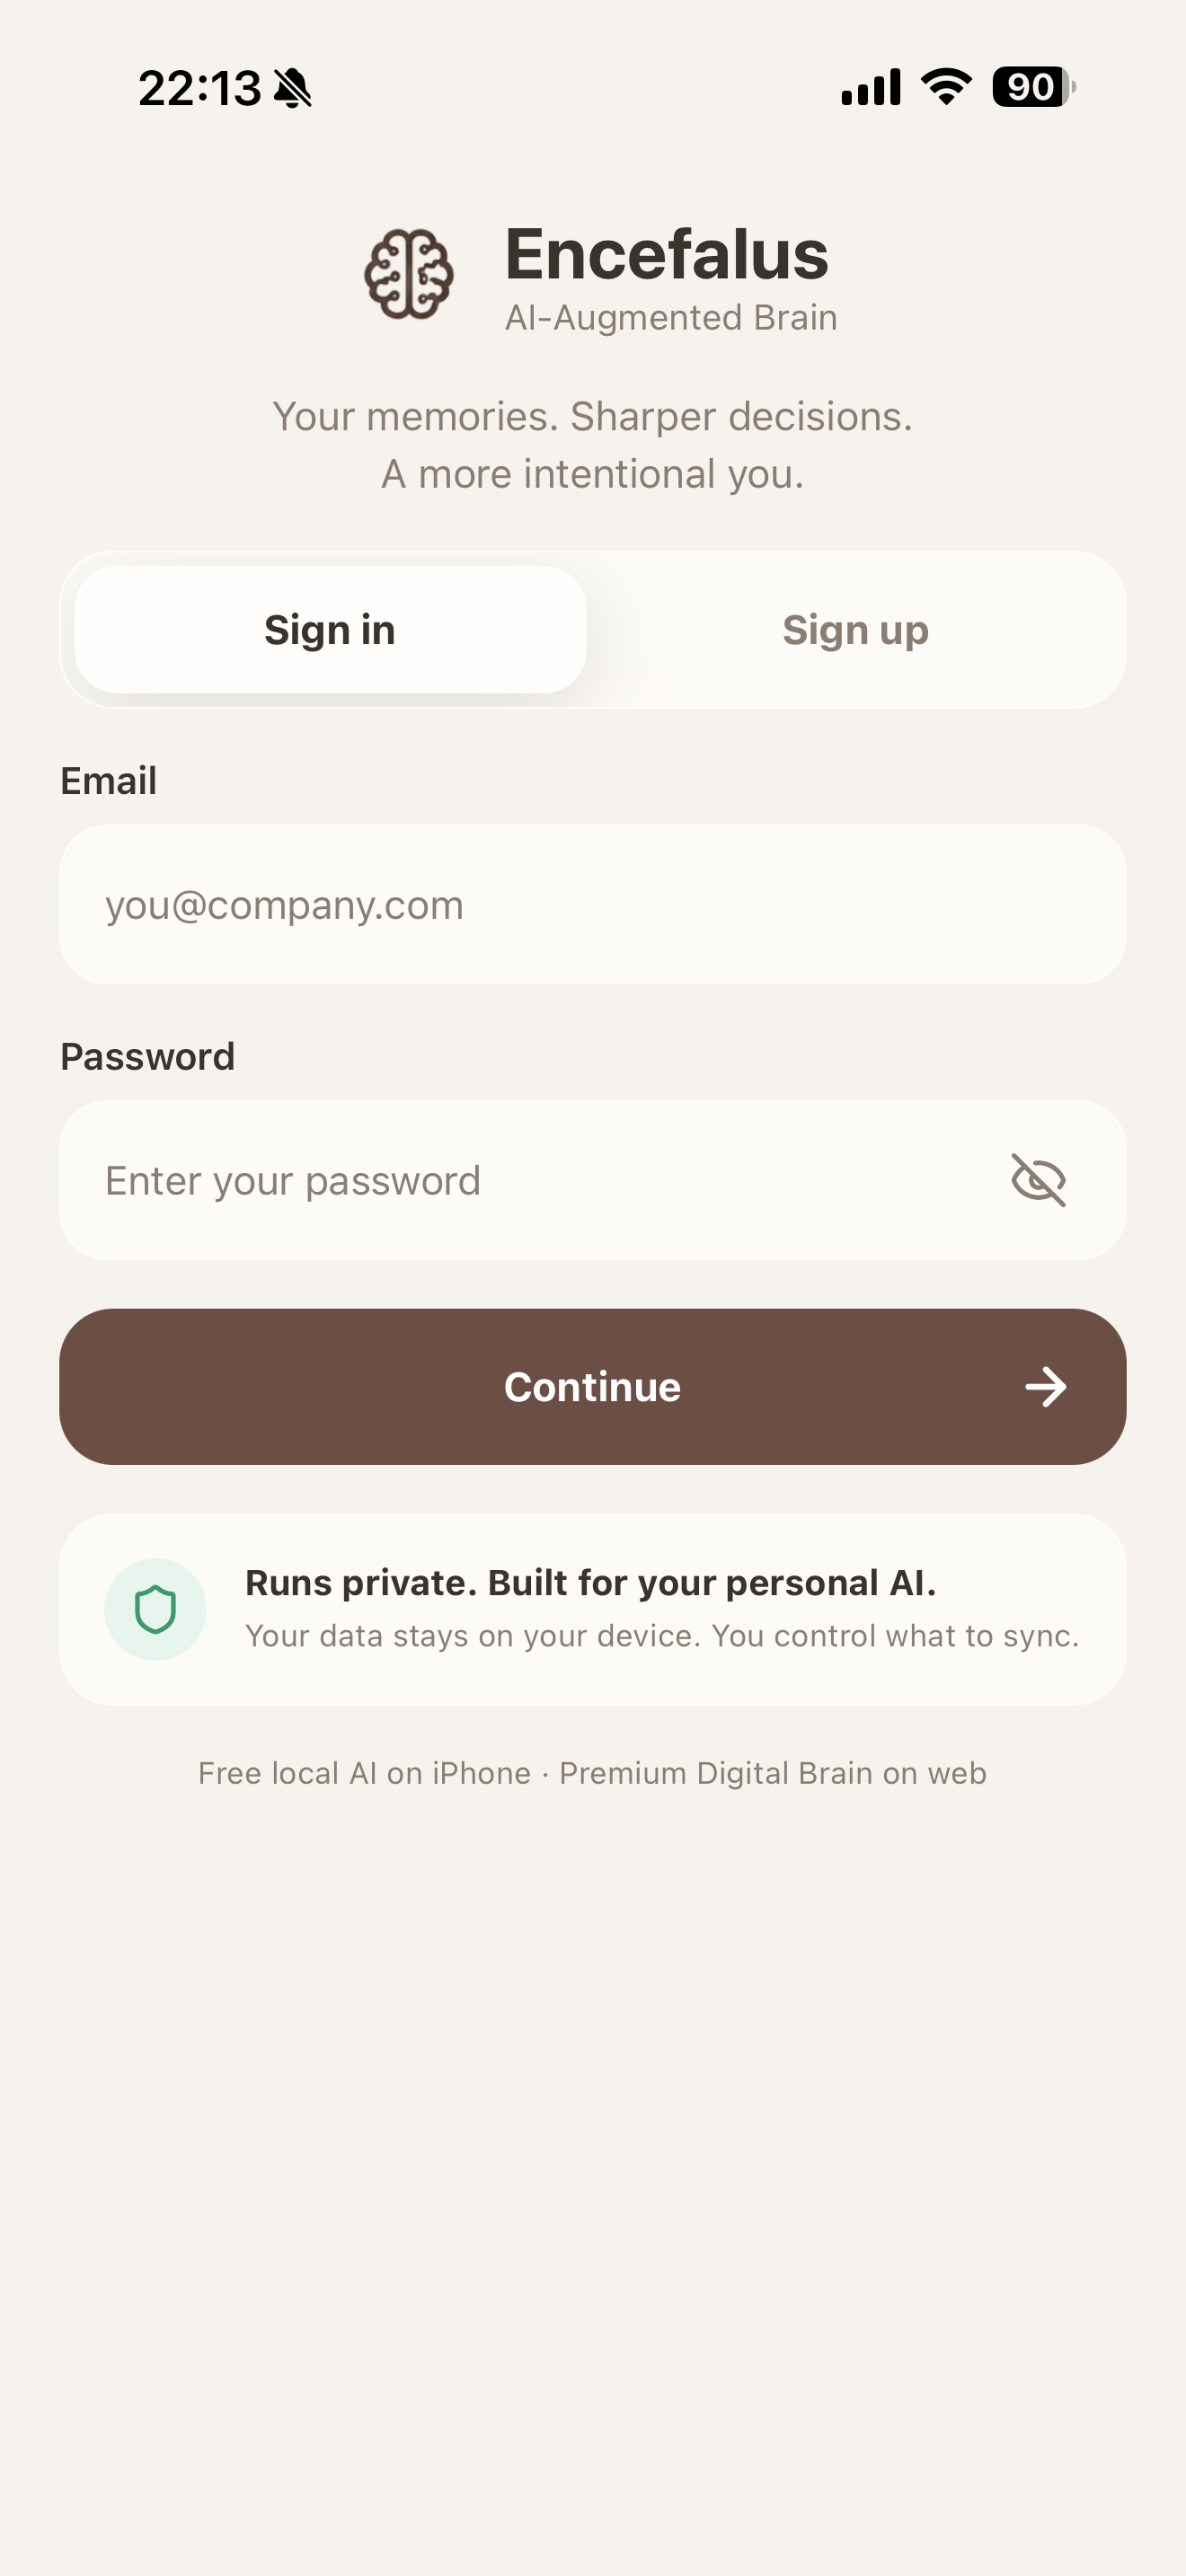 22:13
90
Encefalus
AI-Augmented Brain
Your memories. Sharper decisions.
A more intentional you.
Sign in
Sign up
Email
you@company.com
Password
Enter your password
Continue
Runs private. Built for your personal AI.
Your data stays on your device. You control what to sync.
Free local AI on iPhone · Premium Digital Brain on web